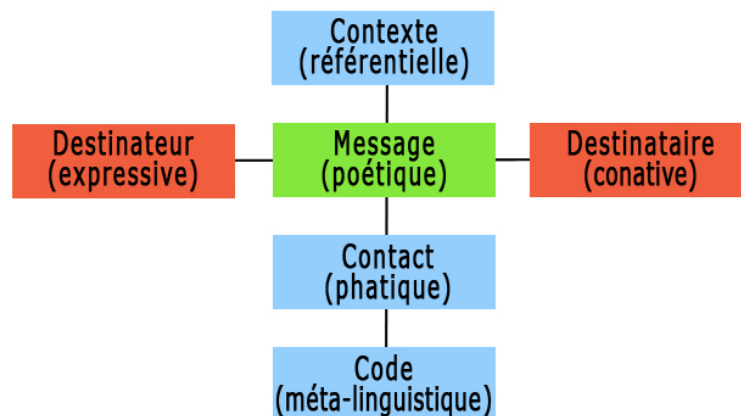 Contexte
(référentielle)
Destinateur
(expressive)
Message
(poétique)
Destinataire
(conative)
Contact
(phatique)
Code
(méta-linguistique)